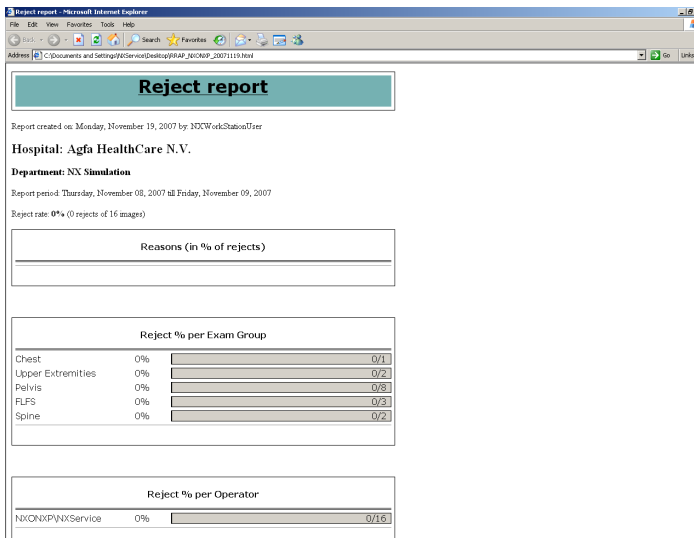 Reject report - Microsoft Internet Explorer
File Edit View Favorites Tools Help
Back Search Favorites
Address C:\Documents and Settings\NXService\Desktop\RRAP_NXONXP_20071119.html Go Links
Reject report
Report created on: Monday, November 19, 2007 by: NXWorkStationUser
Hospital: Agfa HealthCare N.V.
Department: NX Simulation
Report period: Thursday, November 08, 2007 till Friday, November 09, 2007
Reject rate: 0% (0 rejects of 16 images)
Reasons (in % of rejects)
Reject % per Exam Group
Chest 0% 0/1
Upper Extremities 0% 0/2
Pelvis 0% 0/8
FLFS 0% 0/3
Spine 0% 0/2
Reject % per Operator
NXONXP\NXService 0% 0/16